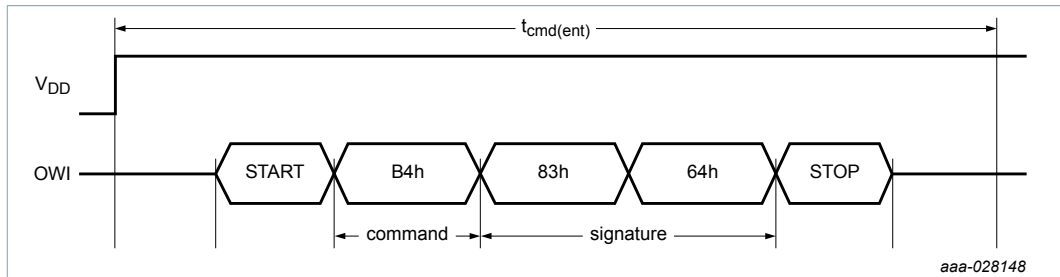 tcmd(ent)
VDD
OWI
START
B4h
83h
64h
STOP
command
signature
aaa-028148